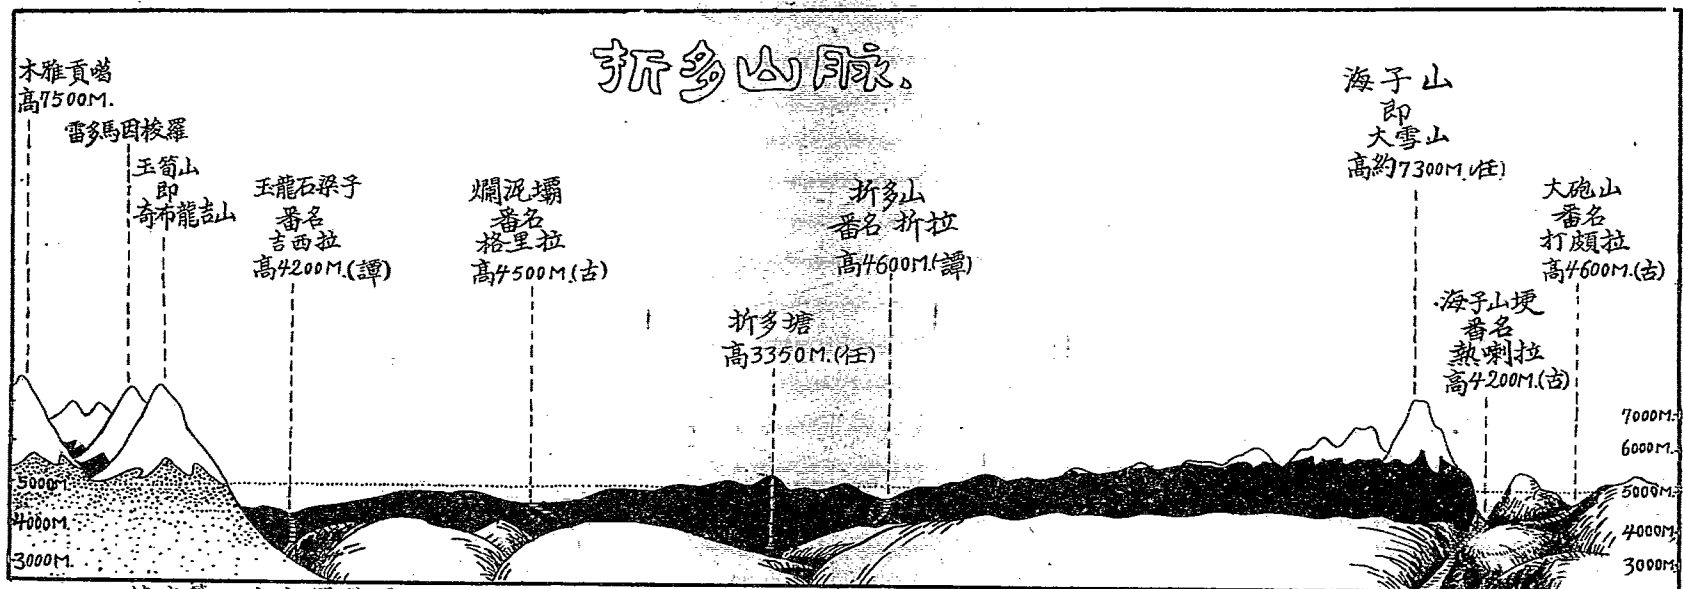 折多山脉、
木雅貢噶
高7500M.
雷多馬因梭羅
玉筍山
即
奇布龍吉山
玉龍石梁子
番名
吉西拉
高4200M.(譚)
爛泥壩
番名
格里拉
高4500M.(古)
折多塘
高3350M.(任)
折多山
番名折拉
高4600M.(譚)
海子山
即
大雪山
高約7300M.(任)
海子山埂
番名
熱喇拉
高4200M.(古)
大砲山
番名
打頗拉
高4600M.(古)
5000M.
4000M.
3000M.
7000M.
6000M.
5000M.
4000M.
3000M.